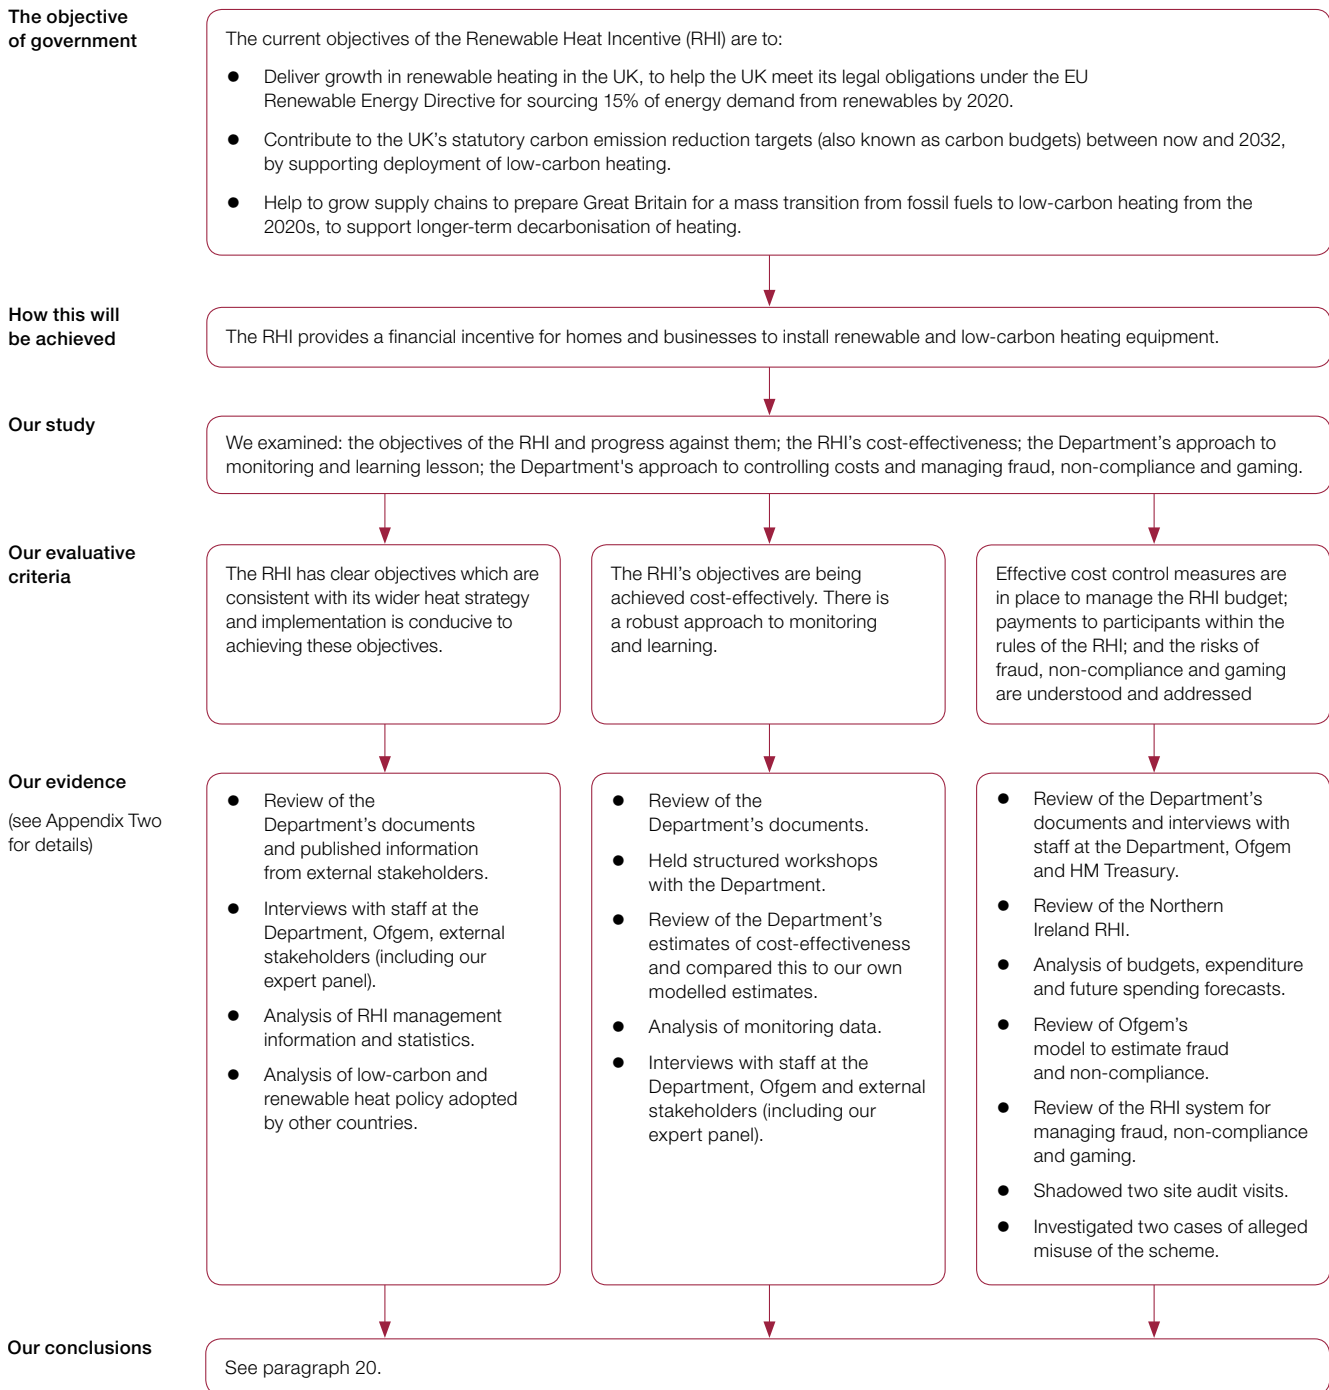 The objective
of government
The current objectives of the Renewable Heat Incentive (RHI) are to:
● Deliver growth in renewable heating in the UK, to help the UK meet its legal obligations under the EU
Renewable Energy Directive for sourcing 15% of energy demand from renewables by 2020.
● Contribute to the UK's statutory carbon emission reduction targets (also known as carbon budgets) between now and 2032,
by supporting deployment of low-carbon heating.
● Help to grow supply chains to prepare Great Britain for a mass transition from fossil fuels to low-carbon heating from the
2020s, to support longer-term decarbonisation of heating.
How this will
be achieved
The RHI provides a financial incentive for homes and businesses to install renewable and low-carbon heating equipment.
Our study
We examined: the objectives of the RHI and progress against them; the RHI's cost-effectiveness; the Department's approach to
monitoring and learning lesson; the Department's approach to controlling costs and managing fraud, non-compliance and gaming.
Our evaluative
criteria
The RHI has clear objectives which are
consistent with its wider heat strategy
and implementation is conducive to
achieving these objectives.
The RHI's objectives are being
achieved cost-effectively. There is
a robust approach to monitoring
and learning.
Effective cost control measures are
in place to manage the RHI budget;
payments to participants within the
rules of the RHI; and the risks of
fraud, non-compliance and gaming
are understood and addressed
Our evidence
(see Appendix Two
for details)
● Review of the
Department's documents
and published information
from external stakeholders.
● Interviews with staff at the
Department, Ofgem, external
stakeholders (including our
expert panel).
● Analysis of RHI management
information and statistics.
● Analysis of low-carbon and
renewable heat policy adopted
by other countries.
● Review of the
Department's documents.
● Held structured workshops
with the Department.
● Review of the Department's
estimates of cost-effectiveness
and compared this to our own
modelled estimates.
● Analysis of monitoring data.
● Interviews with staff at the
Department, Ofgem and external
stakeholders (including our
expert panel).
● Review of the Department's
documents and interviews with
staff at the Department, Ofgem
and HM Treasury.
● Review of the Northern
Ireland RHI.
● Analysis of budgets, expenditure
and future spending forecasts.
● Review of Ofgem's
model to estimate fraud
and non-compliance.
● Review of the RHI system for
managing fraud, non-compliance
and gaming.
● Shadowed two site audit visits.
● Investigated two cases of alleged
misuse of the scheme.
Our conclusions
See paragraph 20.